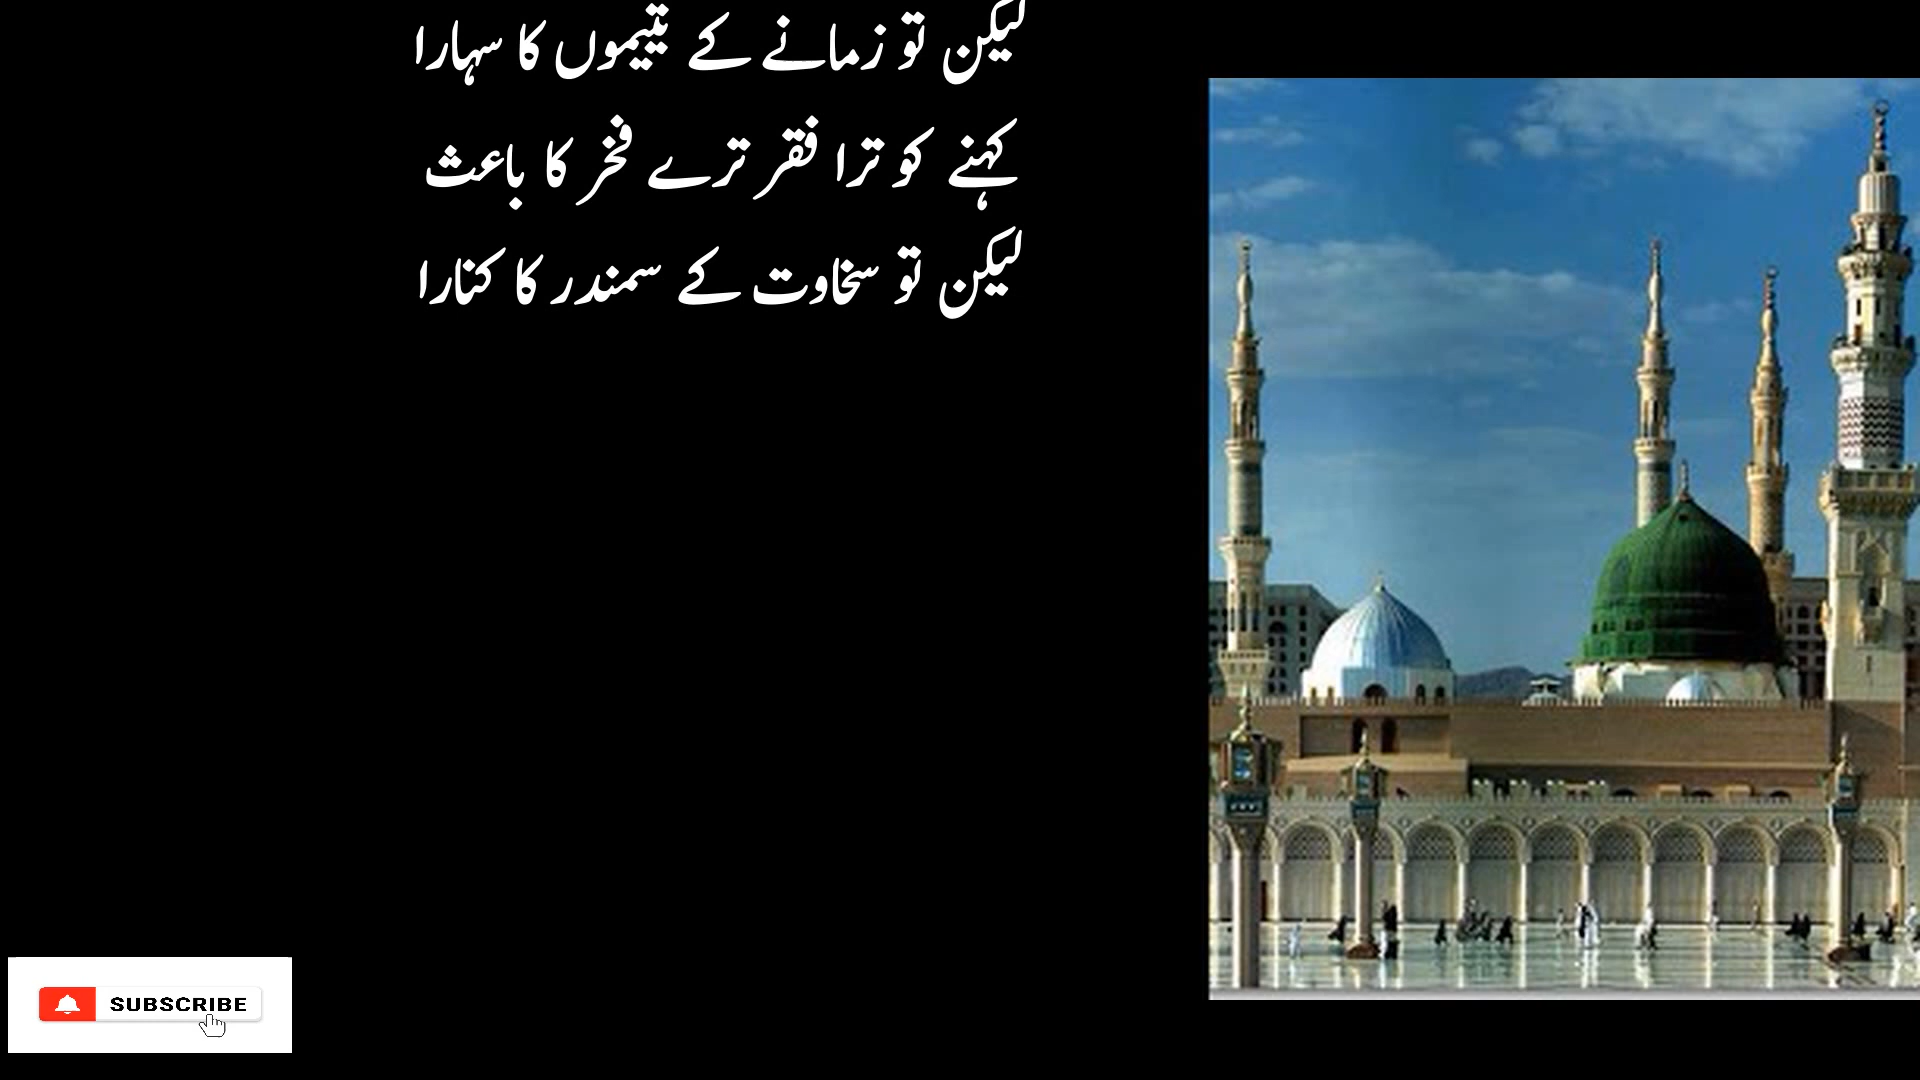 لیکن تو زمانے کے یتیموں کا سہارا
کہنے کو ترا فقر ترے فخر کا باعث
لیکن تو سخاوت کے سمندر کا کنارا
SUBSCRIBE